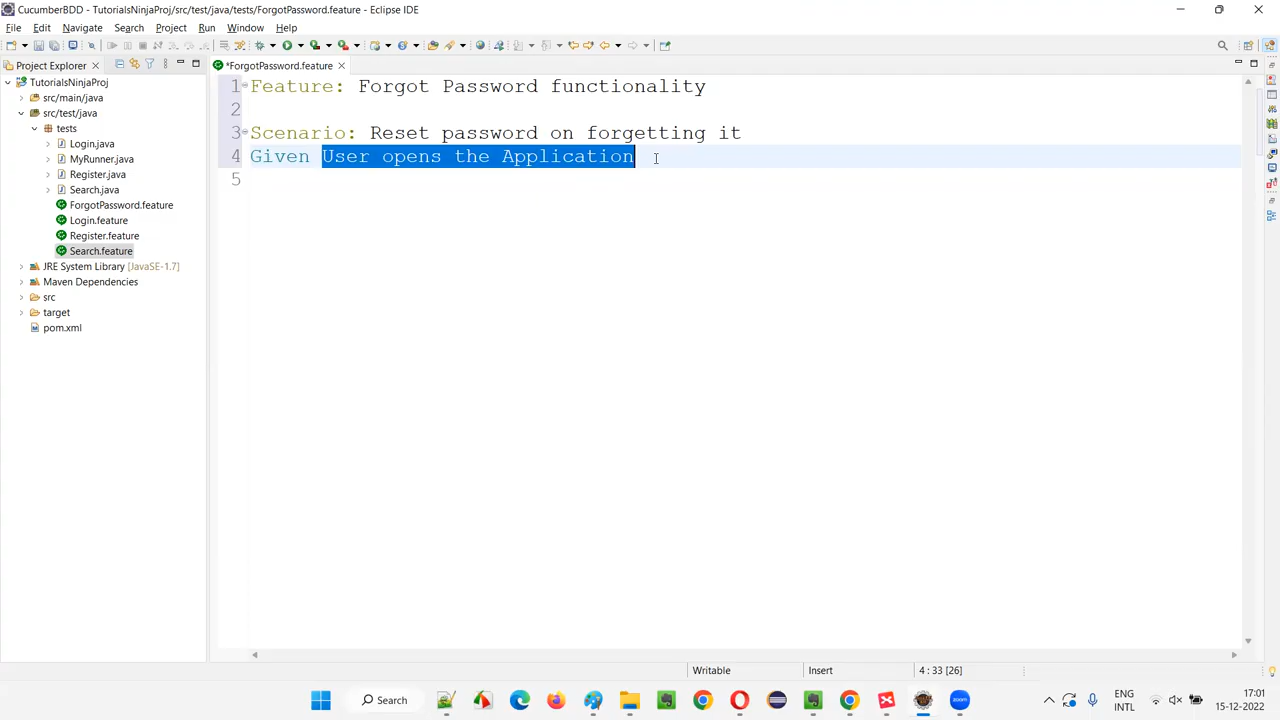 CucumberBDD - TutorialsNinjaProj/src/test/java/tests/ForgotPassword.feature - Eclipse IDE
File Edit Navigate Search Project Run Window Help
Project Explorer
*ForgotPassword.feature
TutorialsNinjaProj
src/main/java
src/test/java
tests
Login.java
MyRunner.java
Register.java
Search.java
ForgotPassword.feature
Login.feature
Register.feature
Search.feature
JRE System Library [JavaSE-1.7]
Maven Dependencies
src
target
pom.xml
1 Feature: Forgot Password functionality
2
3 Scenario: Reset password on forgetting it
4 Given User opens the Application
5
Writable Insert 4 : 33 [26]
Search
ENG
INTL
17:01
15-12-2022